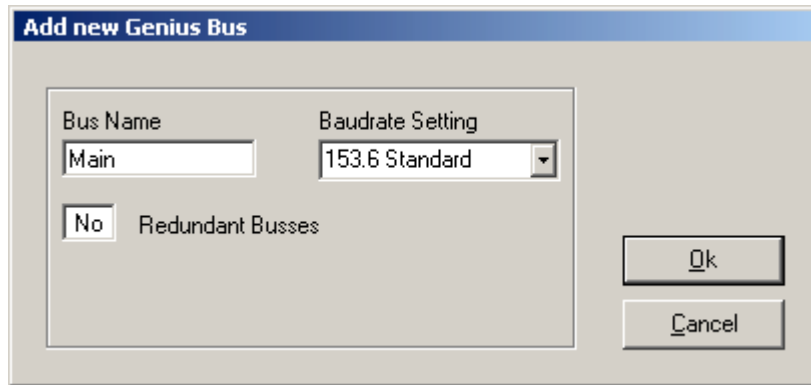 Add new Genius Bus
Bus Name Baudrate Setting
Main 153.6 Standard
No Redundant Busses
Ok
Cancel